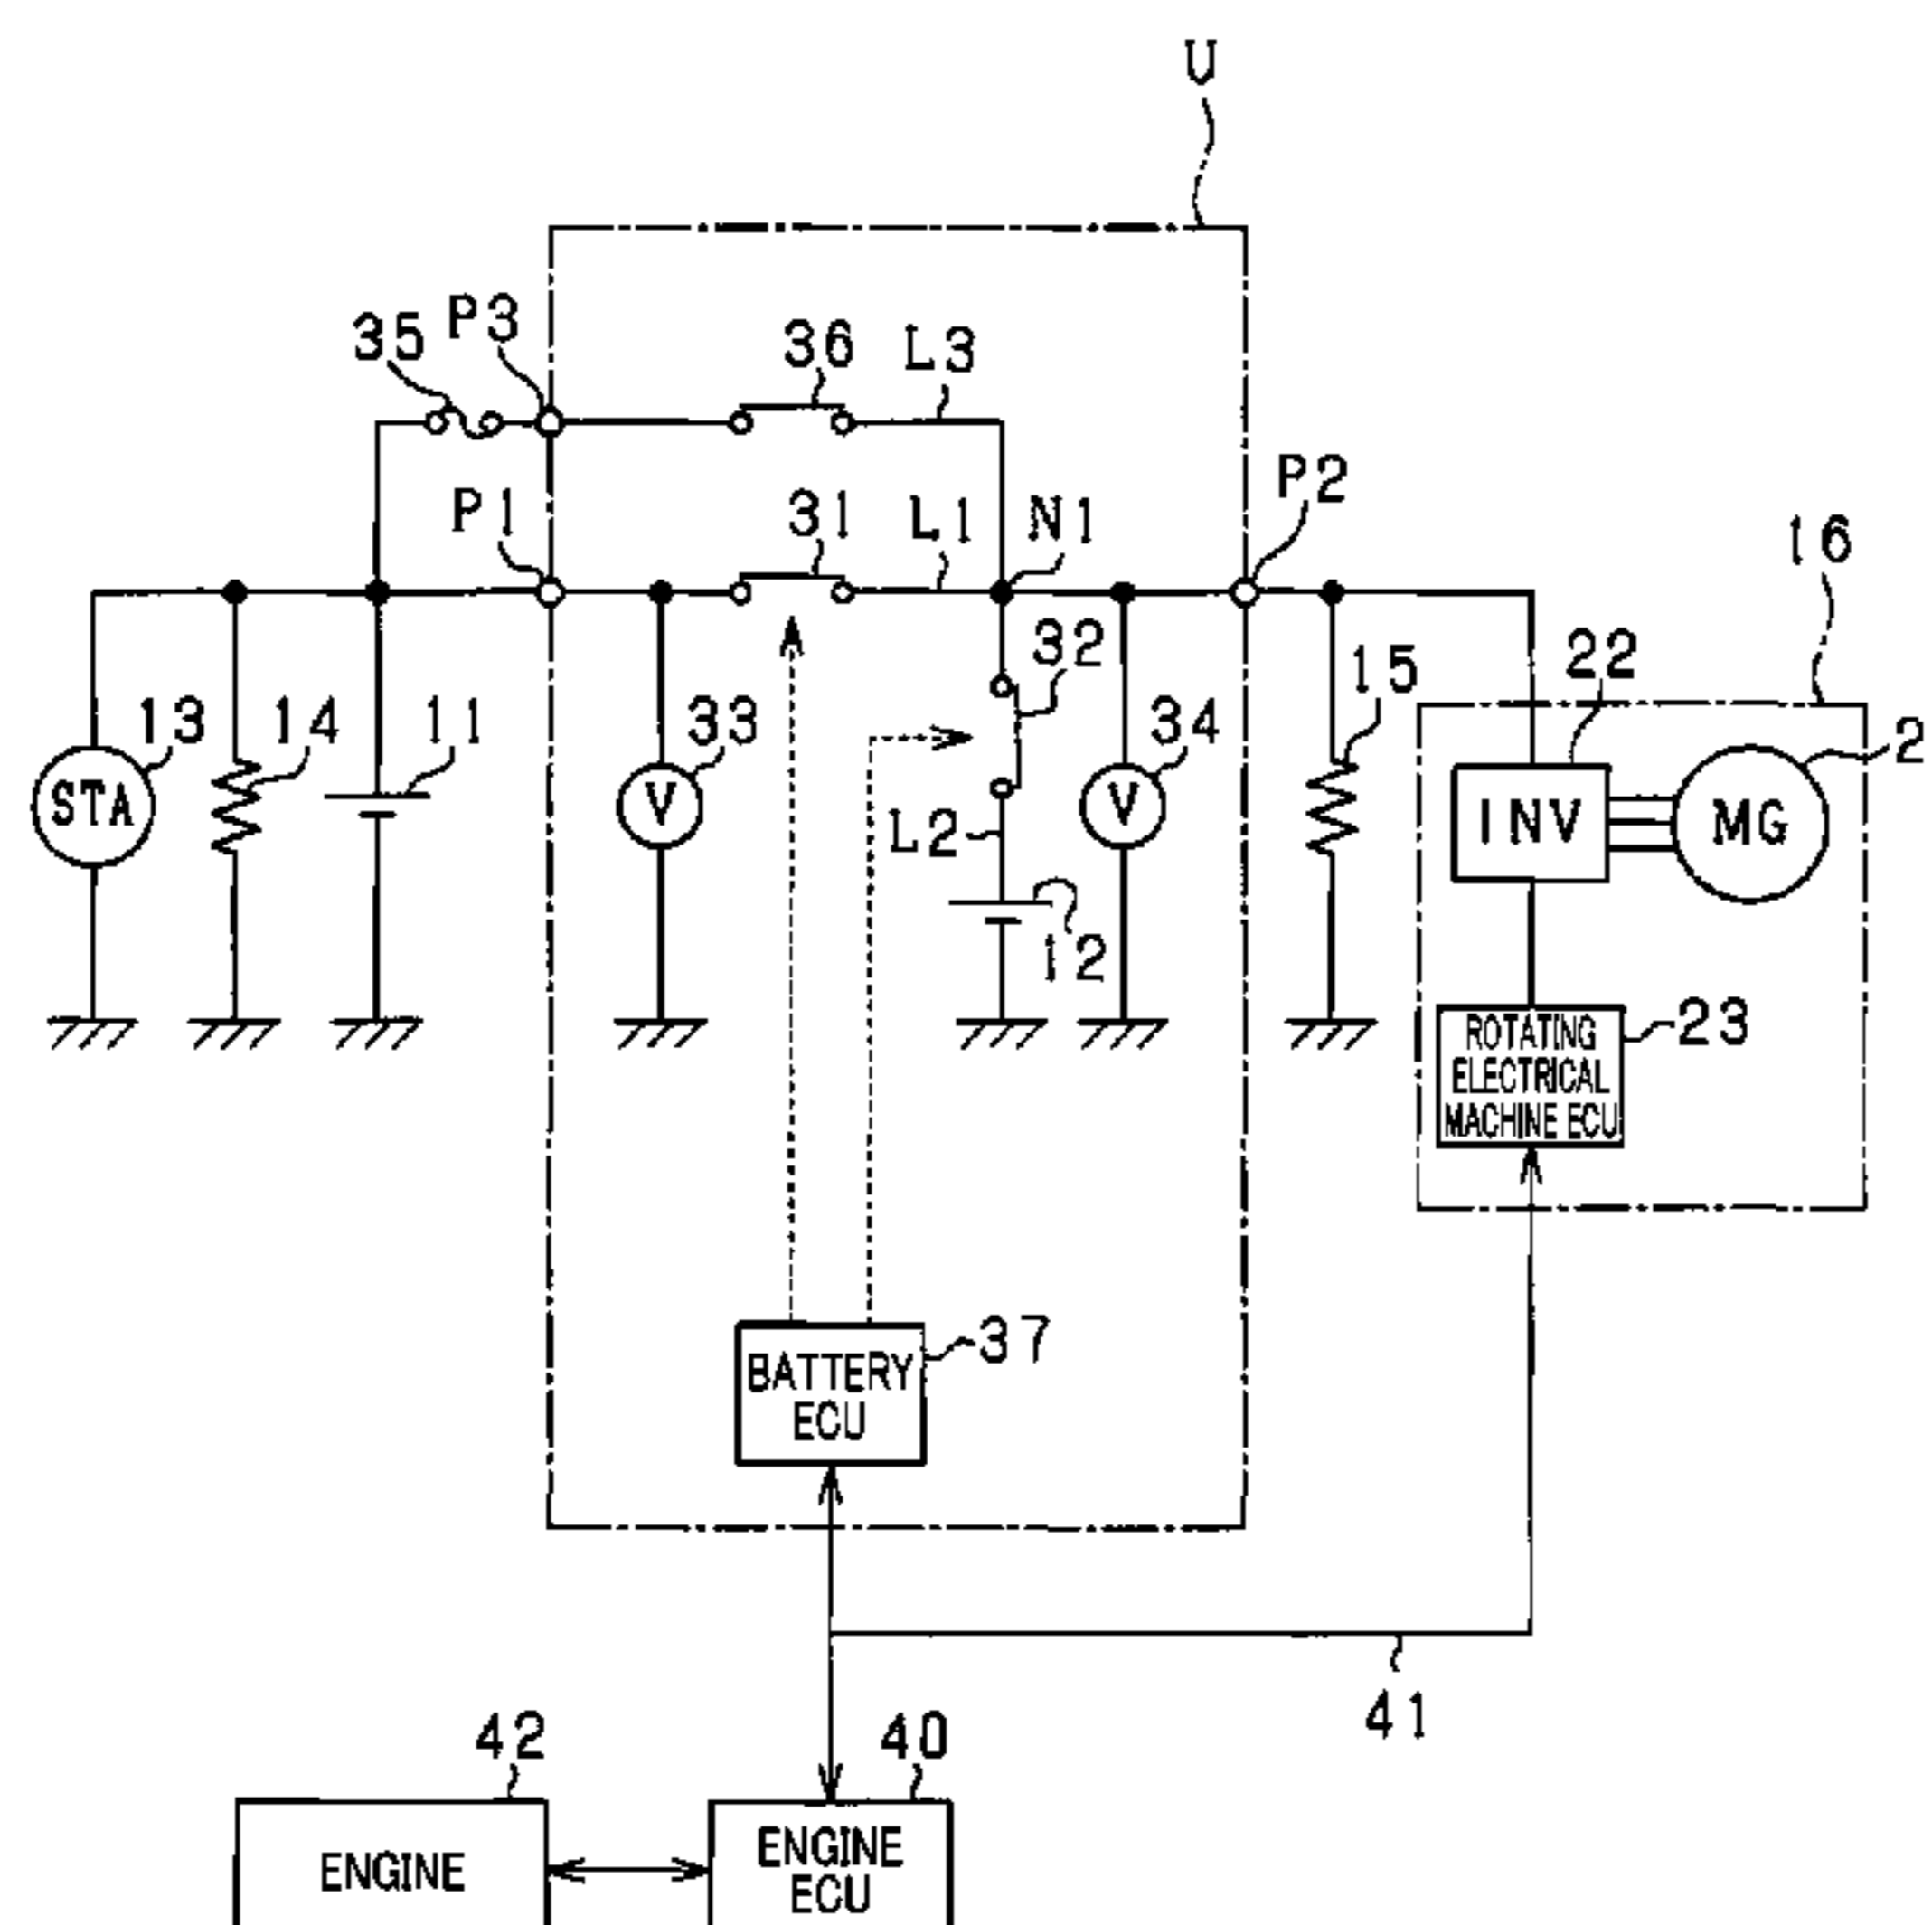 U
35
P3
36
L3
P1
31
L1
N1
P2
16
13
14
11
33
32
34
15
22
2
STA
V
L2
V
INV
MG
12
23
ROTATING
ELECTRICAL
MACHINE ECU
37
BATTERY
ECU
41
42
40
ENGINE
ENGINE
ECU